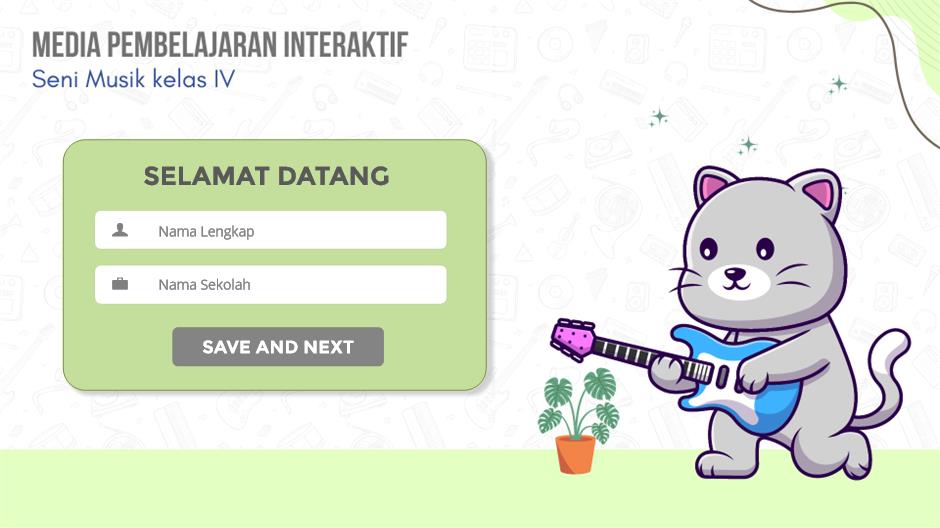 MEDIA PEMBELAJARAN INTERAKTIF
Seni Musik kelas IV
SELAMAT DATANG
Nama Lengkap
Nama Sekolah
SAVE AND NEXT